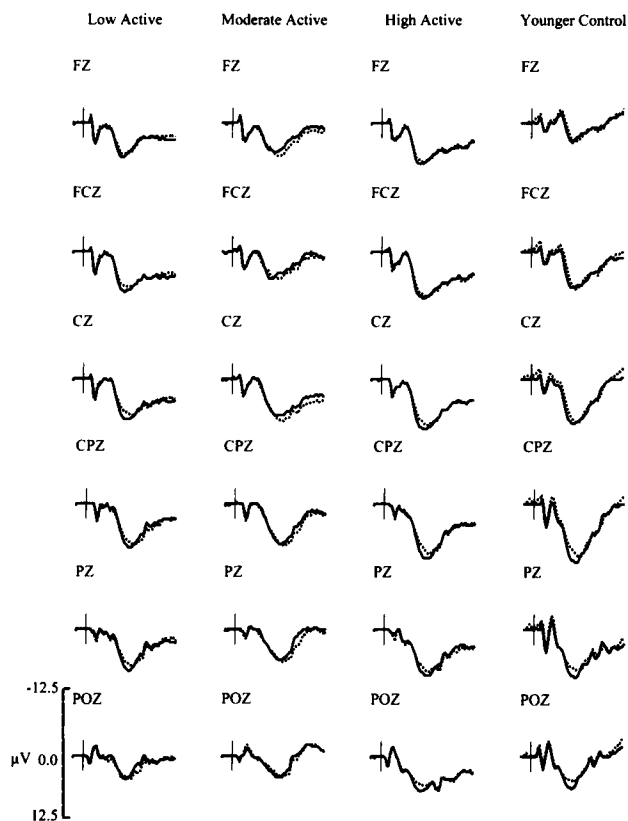 Low Active Moderate Active High Active Younger Control
FZ FZ FZ FZ
FCZ FCZ FCZ FCZ
CZ CZ CZ CZ
CPZ CPZ CPZ CPZ
PZ PZ PZ PZ
-12.5
POZ POZ POZ POZ
μV 0.0
12.5